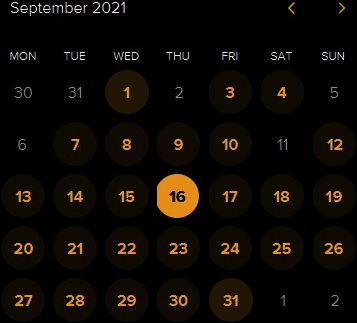 September 2021
MON TUE WED THU FRI SAT SUN
30 31 1 2 3 4 5
6 7 8 9 10 11 12
13 14 15 16 17 18 19
20 21 22 23 24 25 26
27 28 29 30 31 1 2